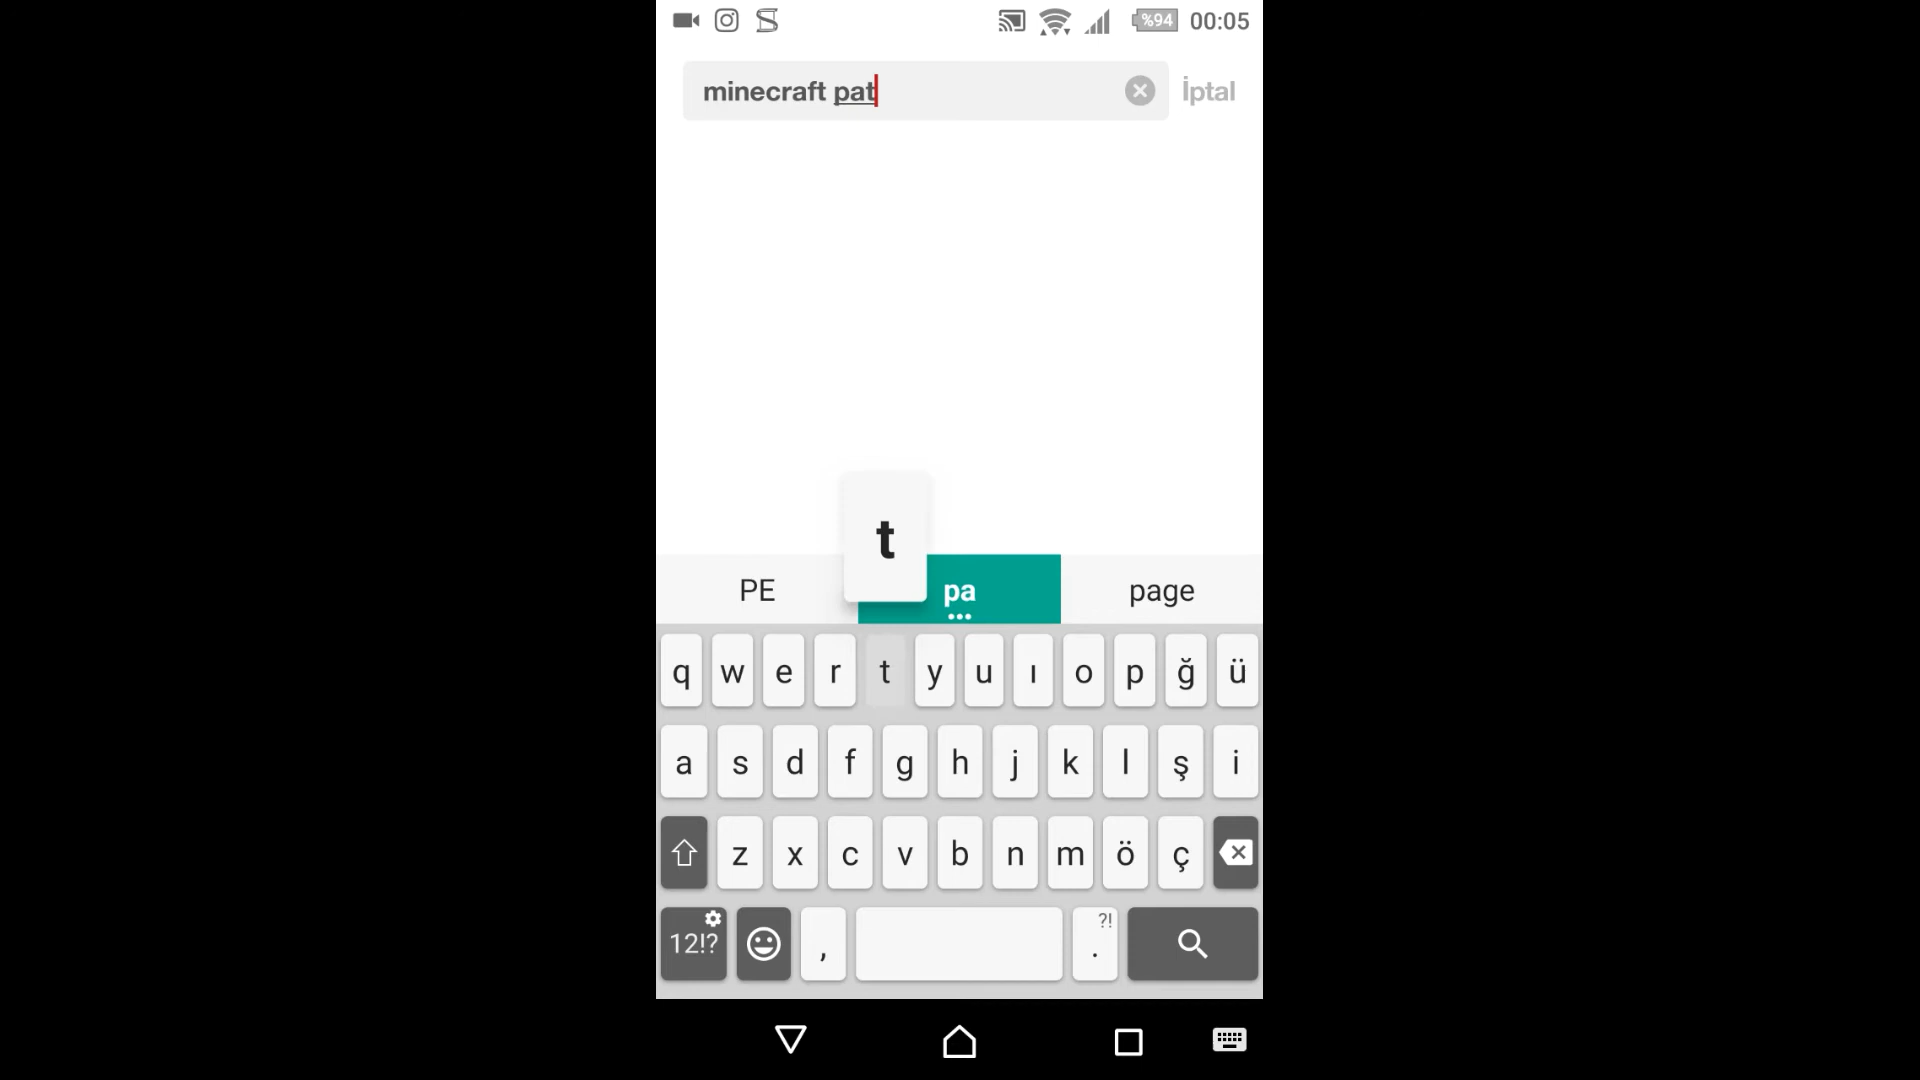 %94 00:05
minecraft pat İptal
t
PE pa page
q w e r t y u ı o p ğ ü
a s d f g h j k l ş i
z x c v b n m ö ç
12!? , ?! .